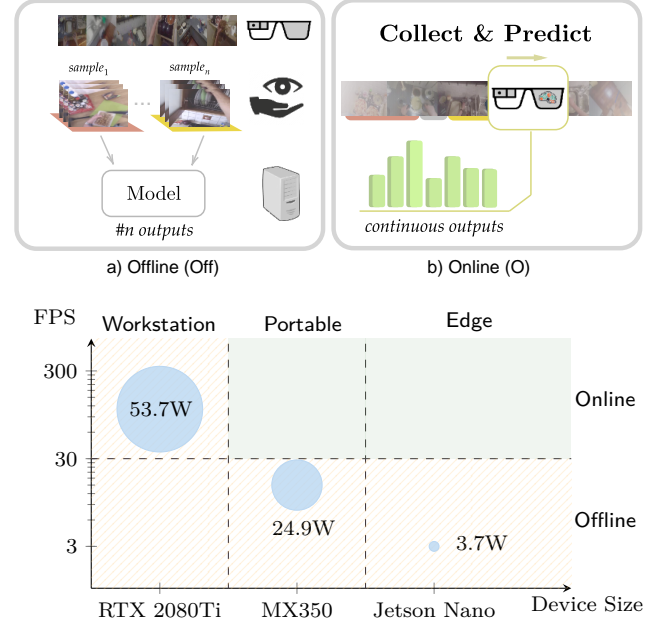 Collect & Predict
sample1
samplen
...
Model
#n outputs
continuous outputs
a) Offline (Off)
b) Online (O)
FPS
Workstation
Portable
Edge
300
53.7W
Online
30
24.9W
Offline
3
3.7W
RTX 2080Ti
MX350
Jetson Nano
Device Size